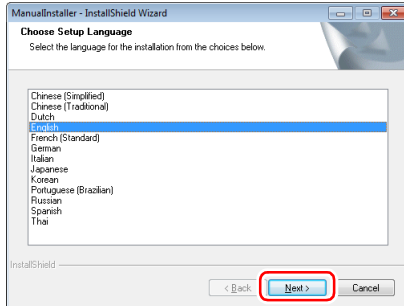 ManualInstaller - InstallShield Wizard
Choose Setup Language
Select the language for the installation from the choices below.
Chinese (Simplified)
Chinese (Traditional)
Dutch
English
French (Standard)
German
Italian
Japanese
Korean
Portuguese (Brazilian)
Russian
Spanish
Thai
InstallShield
< Back Next > Cancel